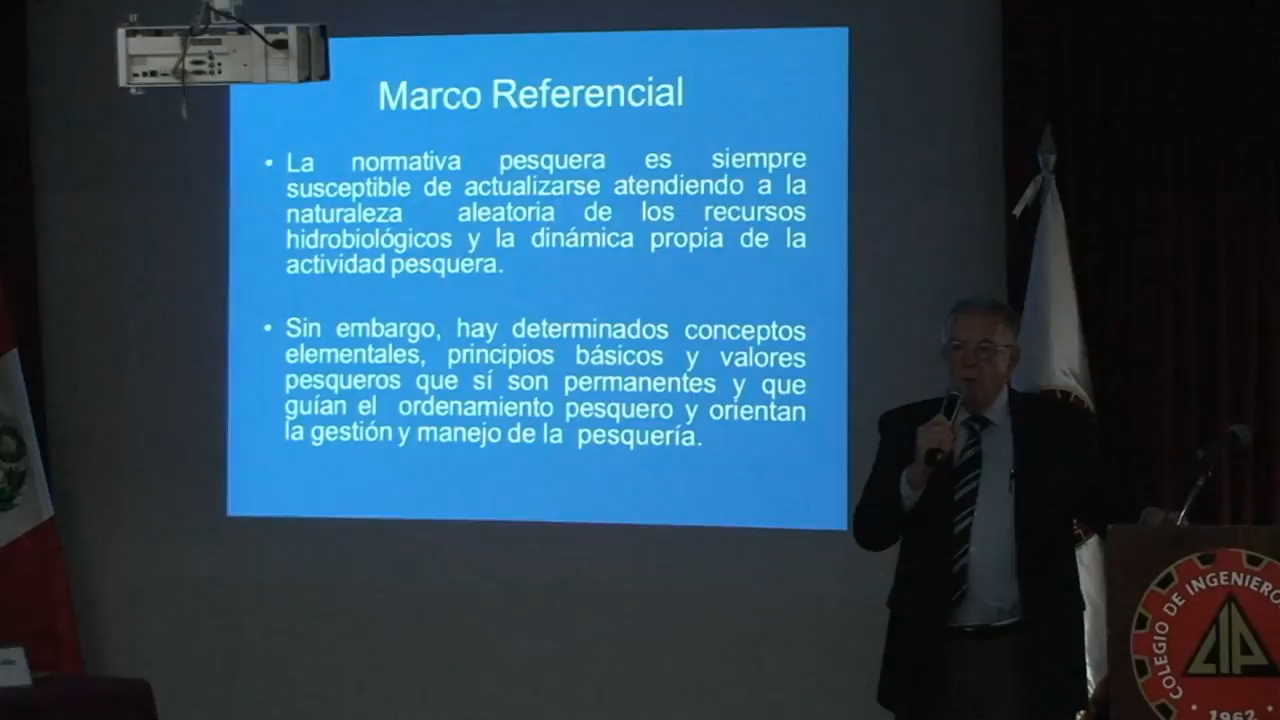 Marco Referencial
• La normativa pesquera es siempre
susceptible de actualizarse atendiendo a la
naturaleza aleatoria de los recursos
hidrobiológicos y la dinámica propia de la
actividad pesquera.
• Sin embargo, hay determinados conceptos
elementales, principios básicos y valores
pesqueros que sí son permanentes y que
guían el ordenamiento pesquero y orientan
la gestión y manejo de la pesquería.
COLEGIO DE INGENIERO
CIP
• 1962 •